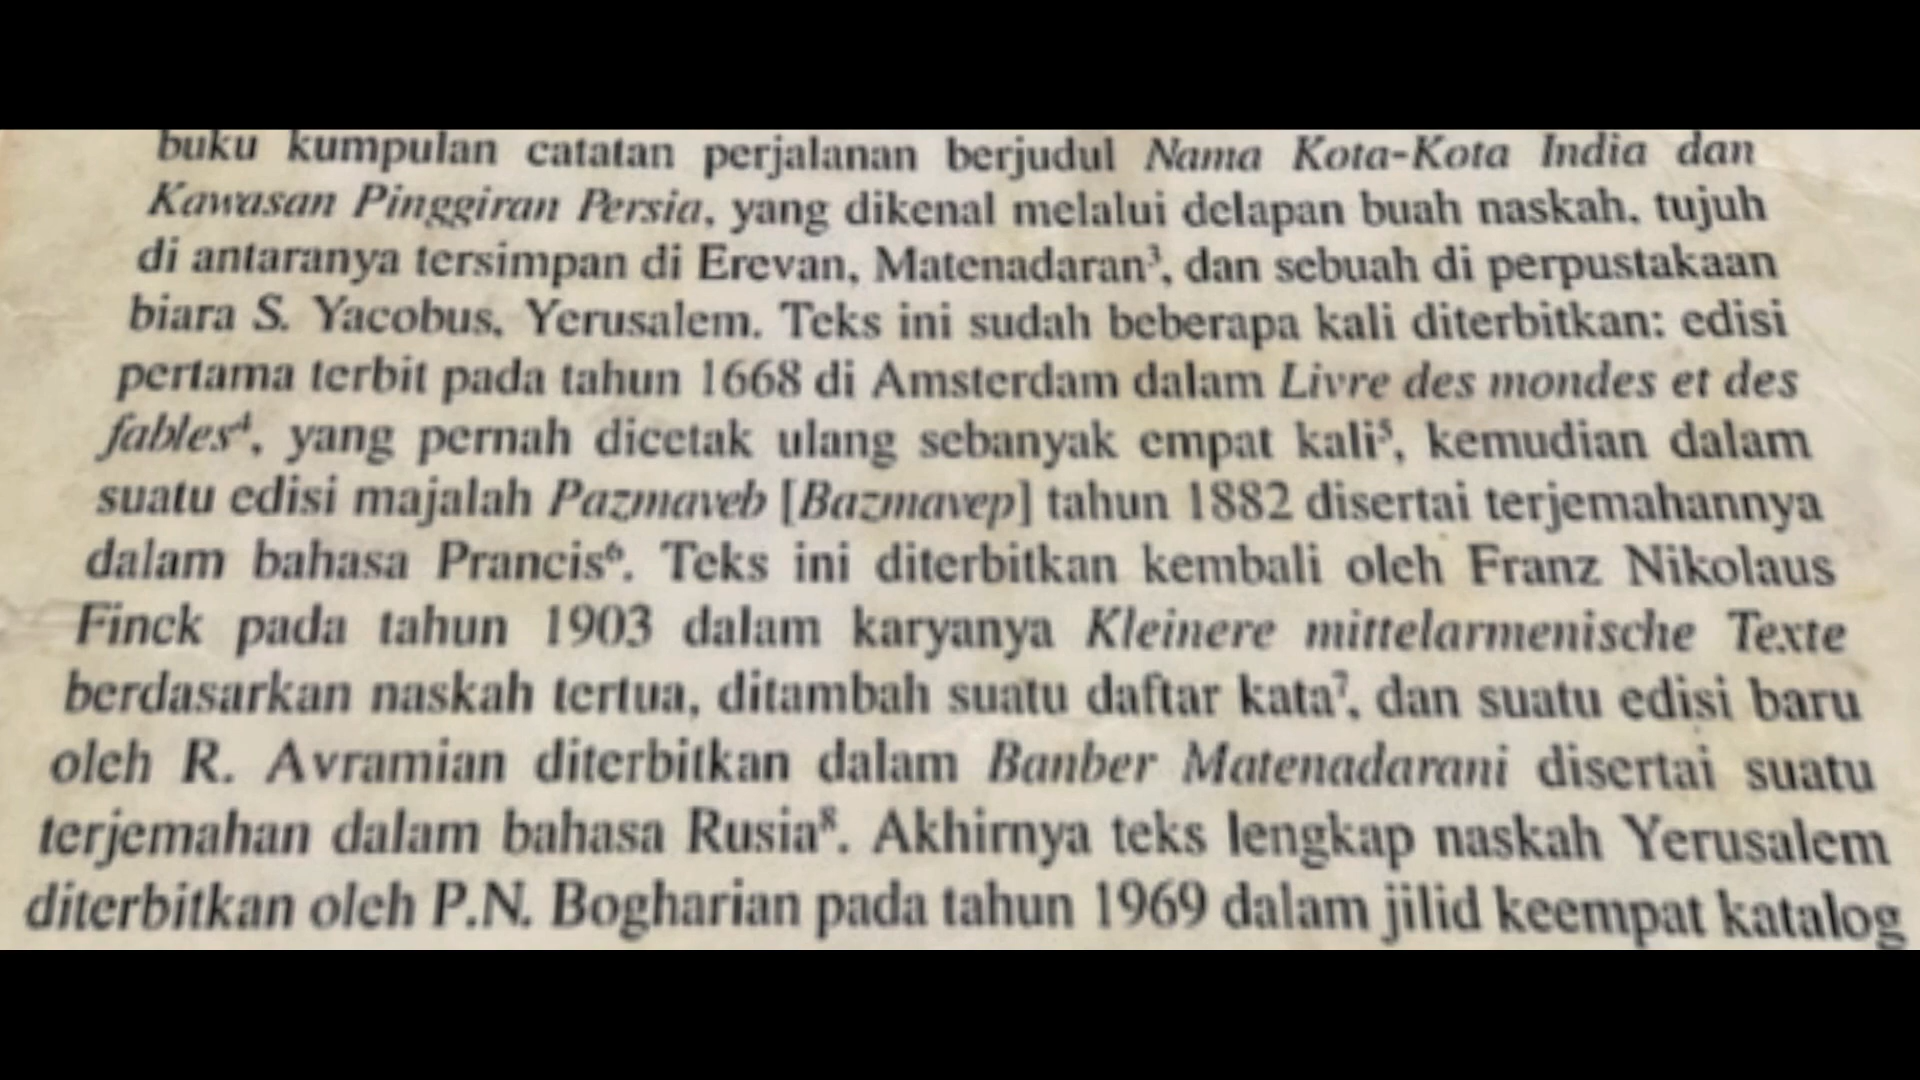 buku kumpulan catatan perjalanan berjudul Nama Kota-Kota India dan
Kawasan Pinggiran Persia, yang dikenal melalui delapan buah naskah, tujuh
di antaranya tersimpan di Erevan, Matenadaran³, dan sebuah di perpustakaan
biara S. Yacobus, Yerusalem. Teks ini sudah beberapa kali diterbitkan: edisi
pertama terbit pada tahun 1668 di Amsterdam dalam Livre des mondes et des
fables⁴, yang pernah dicetak ulang sebanyak empat kali⁵, kemudian dalam
suatu edisi majalah Pazmaveb [Bazmavep] tahun 1882 disertai terjemahannya
dalam bahasa Prancis⁶. Teks ini diterbitkan kembali oleh Franz Nikolaus
Finck pada tahun 1903 dalam karyanya Kleinere mittelarmenische Texte
berdasarkan naskah tertua, ditambah suatu daftar kata⁷, dan suatu edisi baru
oleh R. Avramian diterbitkan dalam Banber Matenadarani disertai suatu
terjemahan dalam bahasa Rusia⁸. Akhirnya teks lengkap naskah Yerusalem
diterbitkan oleh P.N. Bogharian pada tahun 1969 dalam jilid keempat katalog